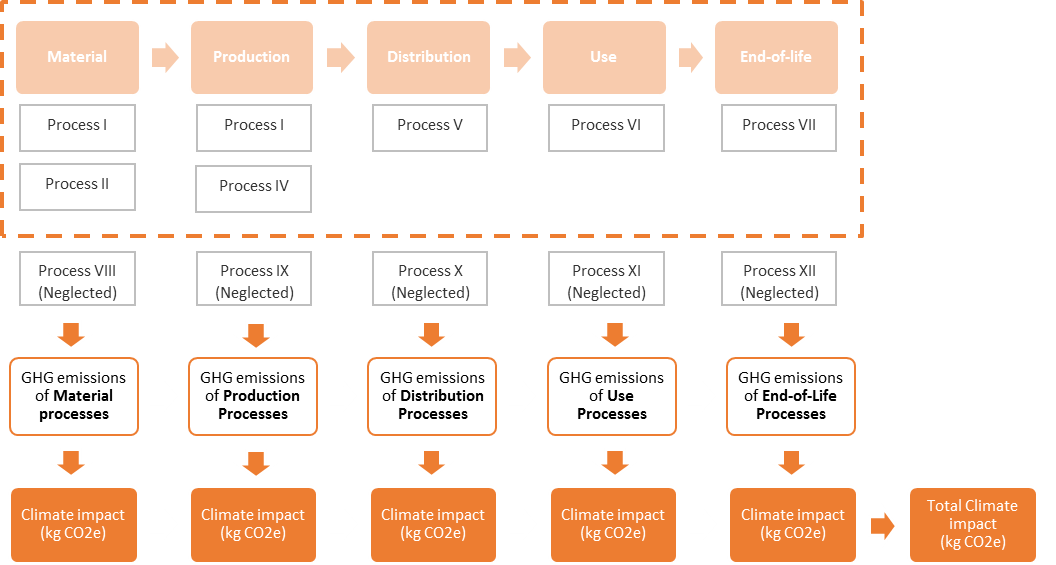 Material
Production
Distribution
Use
End-of-life
Process I
Process I
Process V
Process VI
Process VII
Process II
Process IV
Process VIII
(Neglected)
Process IX
(Neglected)
Process X
(Neglected)
Process XI
(Neglected)
Process XII
(Neglected)
GHG emissions
of Material
processes
GHG emissions
of Production
Processes
GHG emissions
of Distribution
Processes
GHG emissions
of Use
Processes
GHG emissions
of End-of-Life
Processes
Climate impact
(kg CO2e)
Climate impact
(kg CO2e)
Climate impact
(kg CO2e)
Climate impact
(kg CO2e)
Climate impact
(kg CO2e)
Total Climate
impact
(kg CO2e)